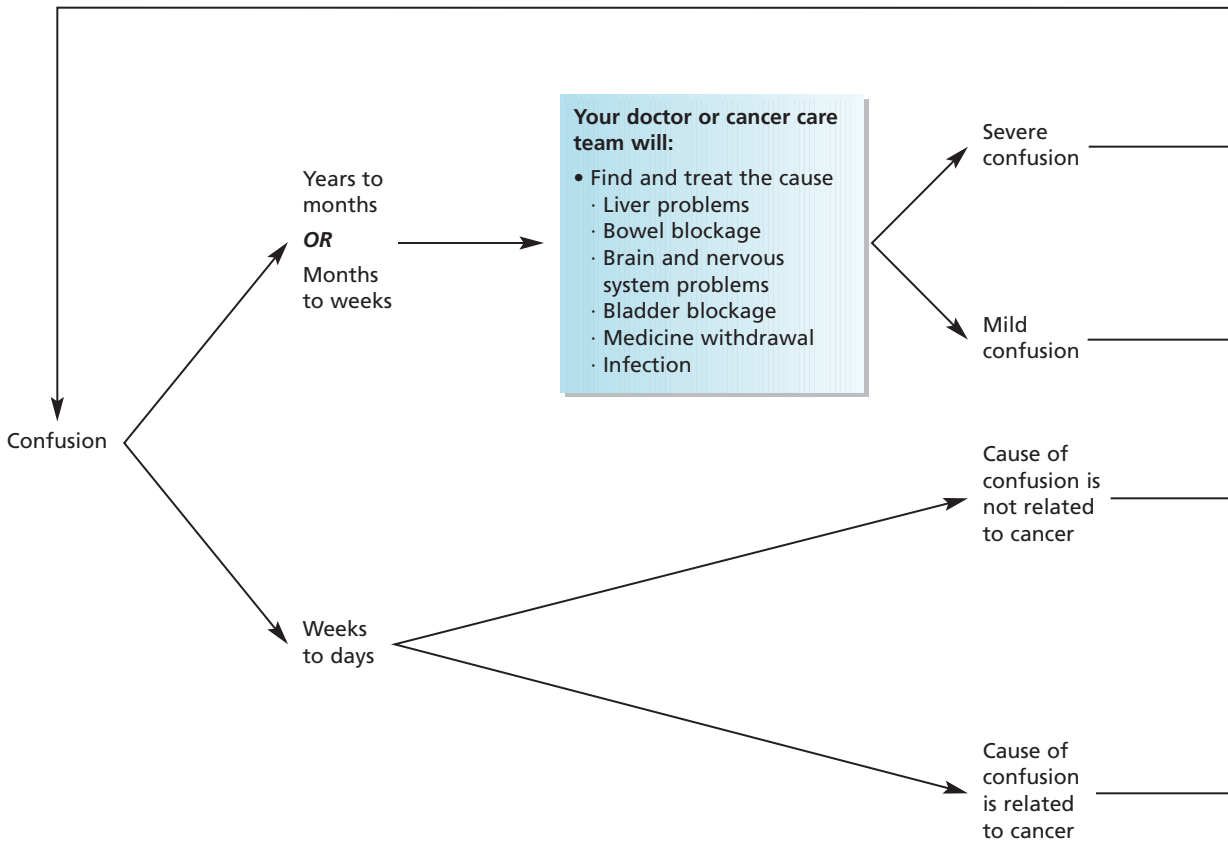 Confusion
Years to
months
OR
Months
to weeks
Your doctor or cancer care
team will:
• Find and treat the cause
· Liver problems
· Bowel blockage
· Brain and nervous
system problems
· Bladder blockage
· Medicine withdrawal
· Infection
Severe
confusion
Mild
confusion
Weeks
to days
Cause of
confusion is
not related
to cancer
Cause of
confusion
is related
to cancer